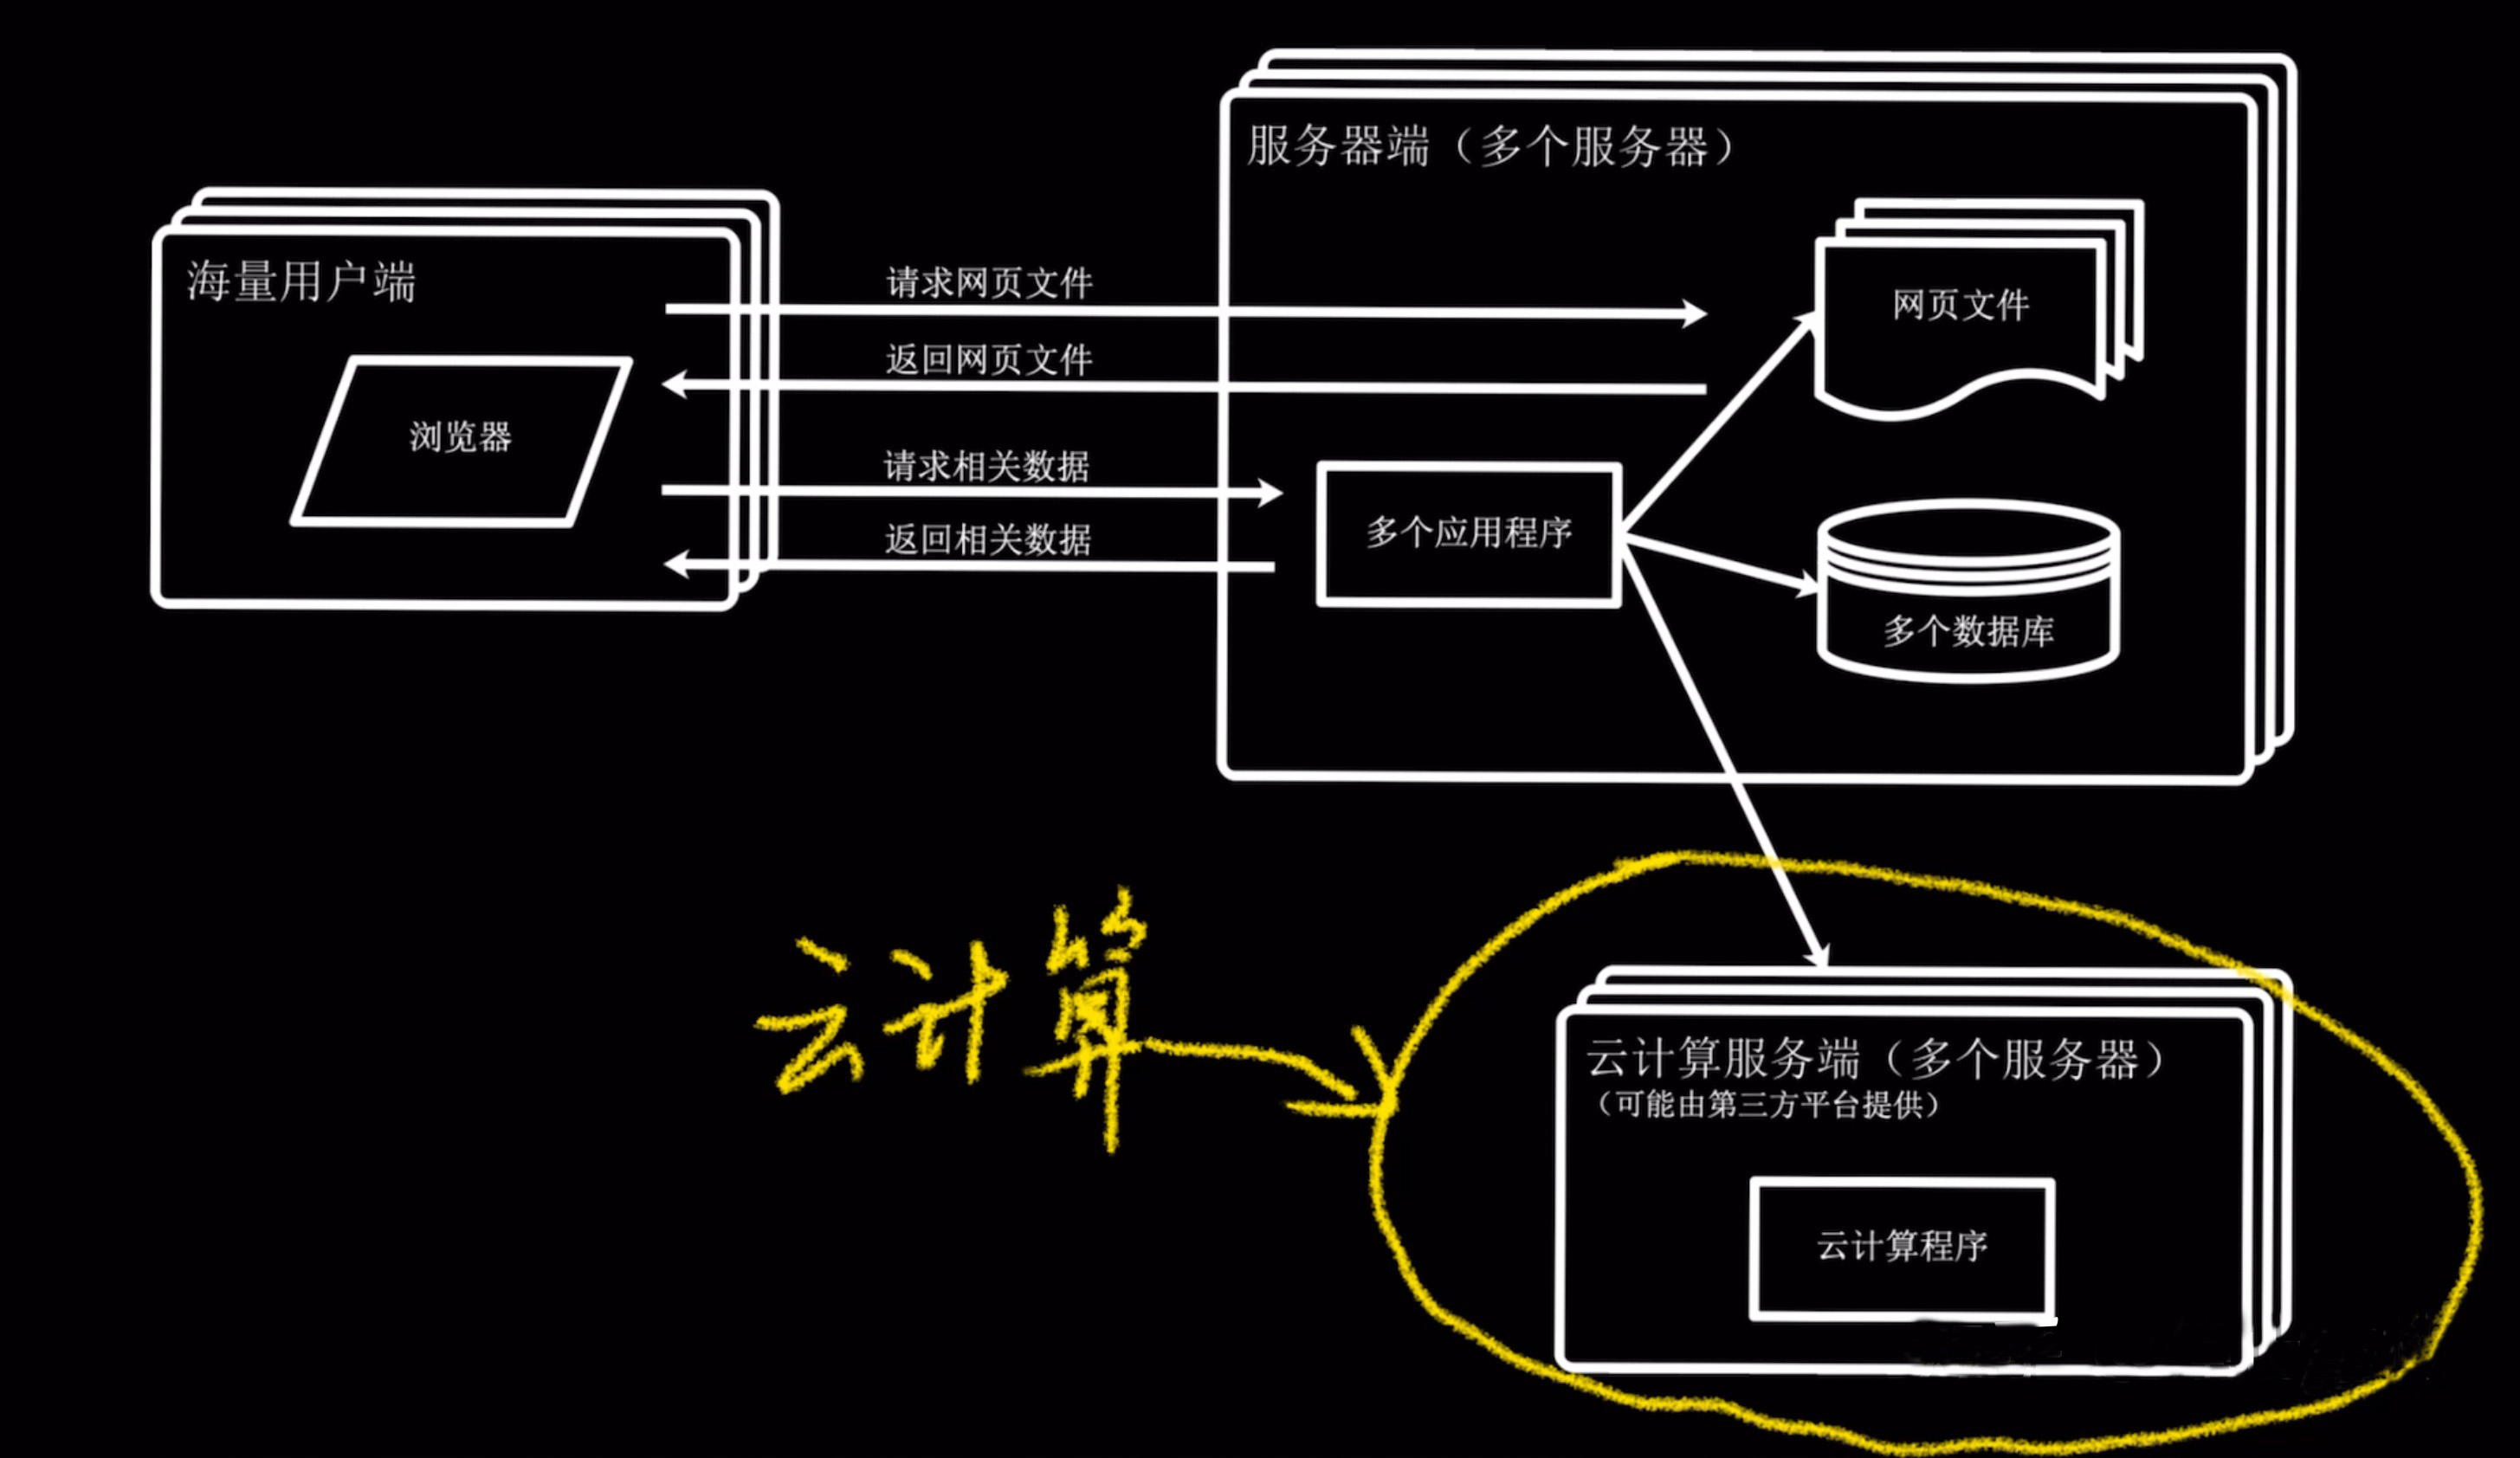 服务器端（多个服务器）
海量用户端
请求网页文件
网页文件
返回网页文件
浏览器
请求相关数据
多个应用程序
返回相关数据
多个数据库
云计算
云计算服务端（多个服务器）
（可能由第三方平台提供）
云计算程序